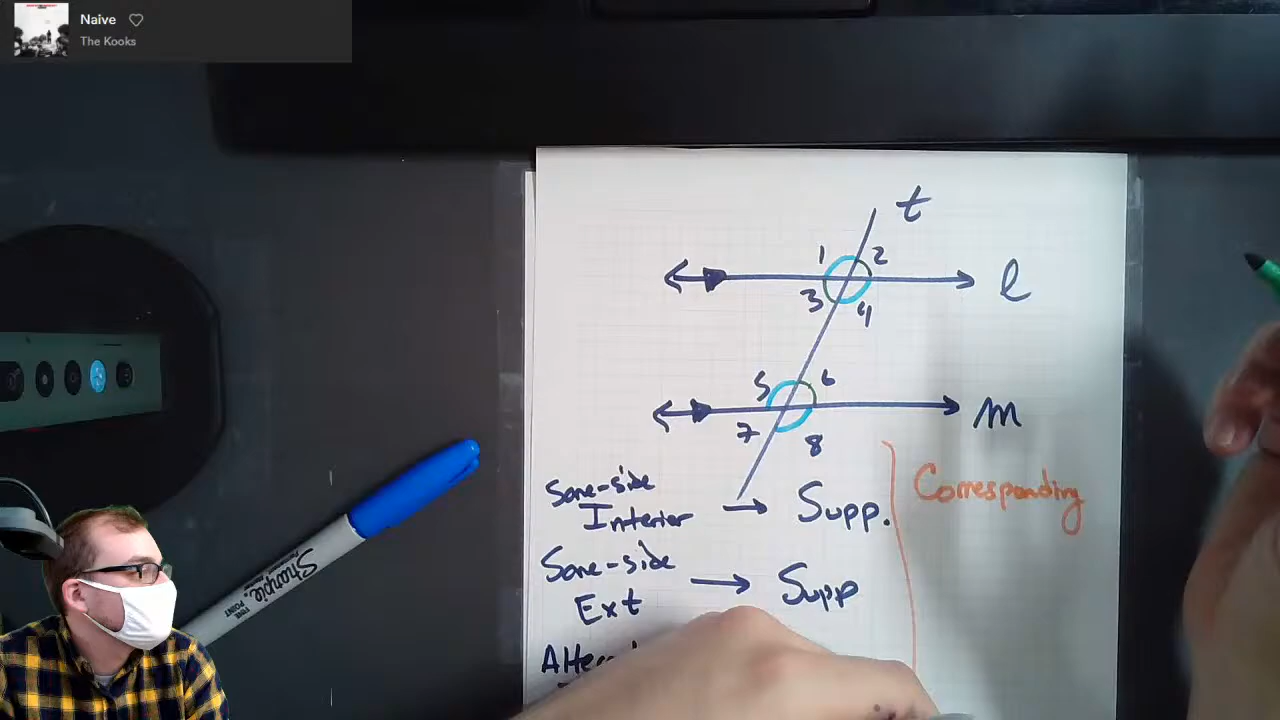 Naive
The Kooks
t
1 2
l
3 4
5 6
m
7 8
Same-side
Interior → Supp.
Same-side
Ext → Supp
Corresponding
Sharpie